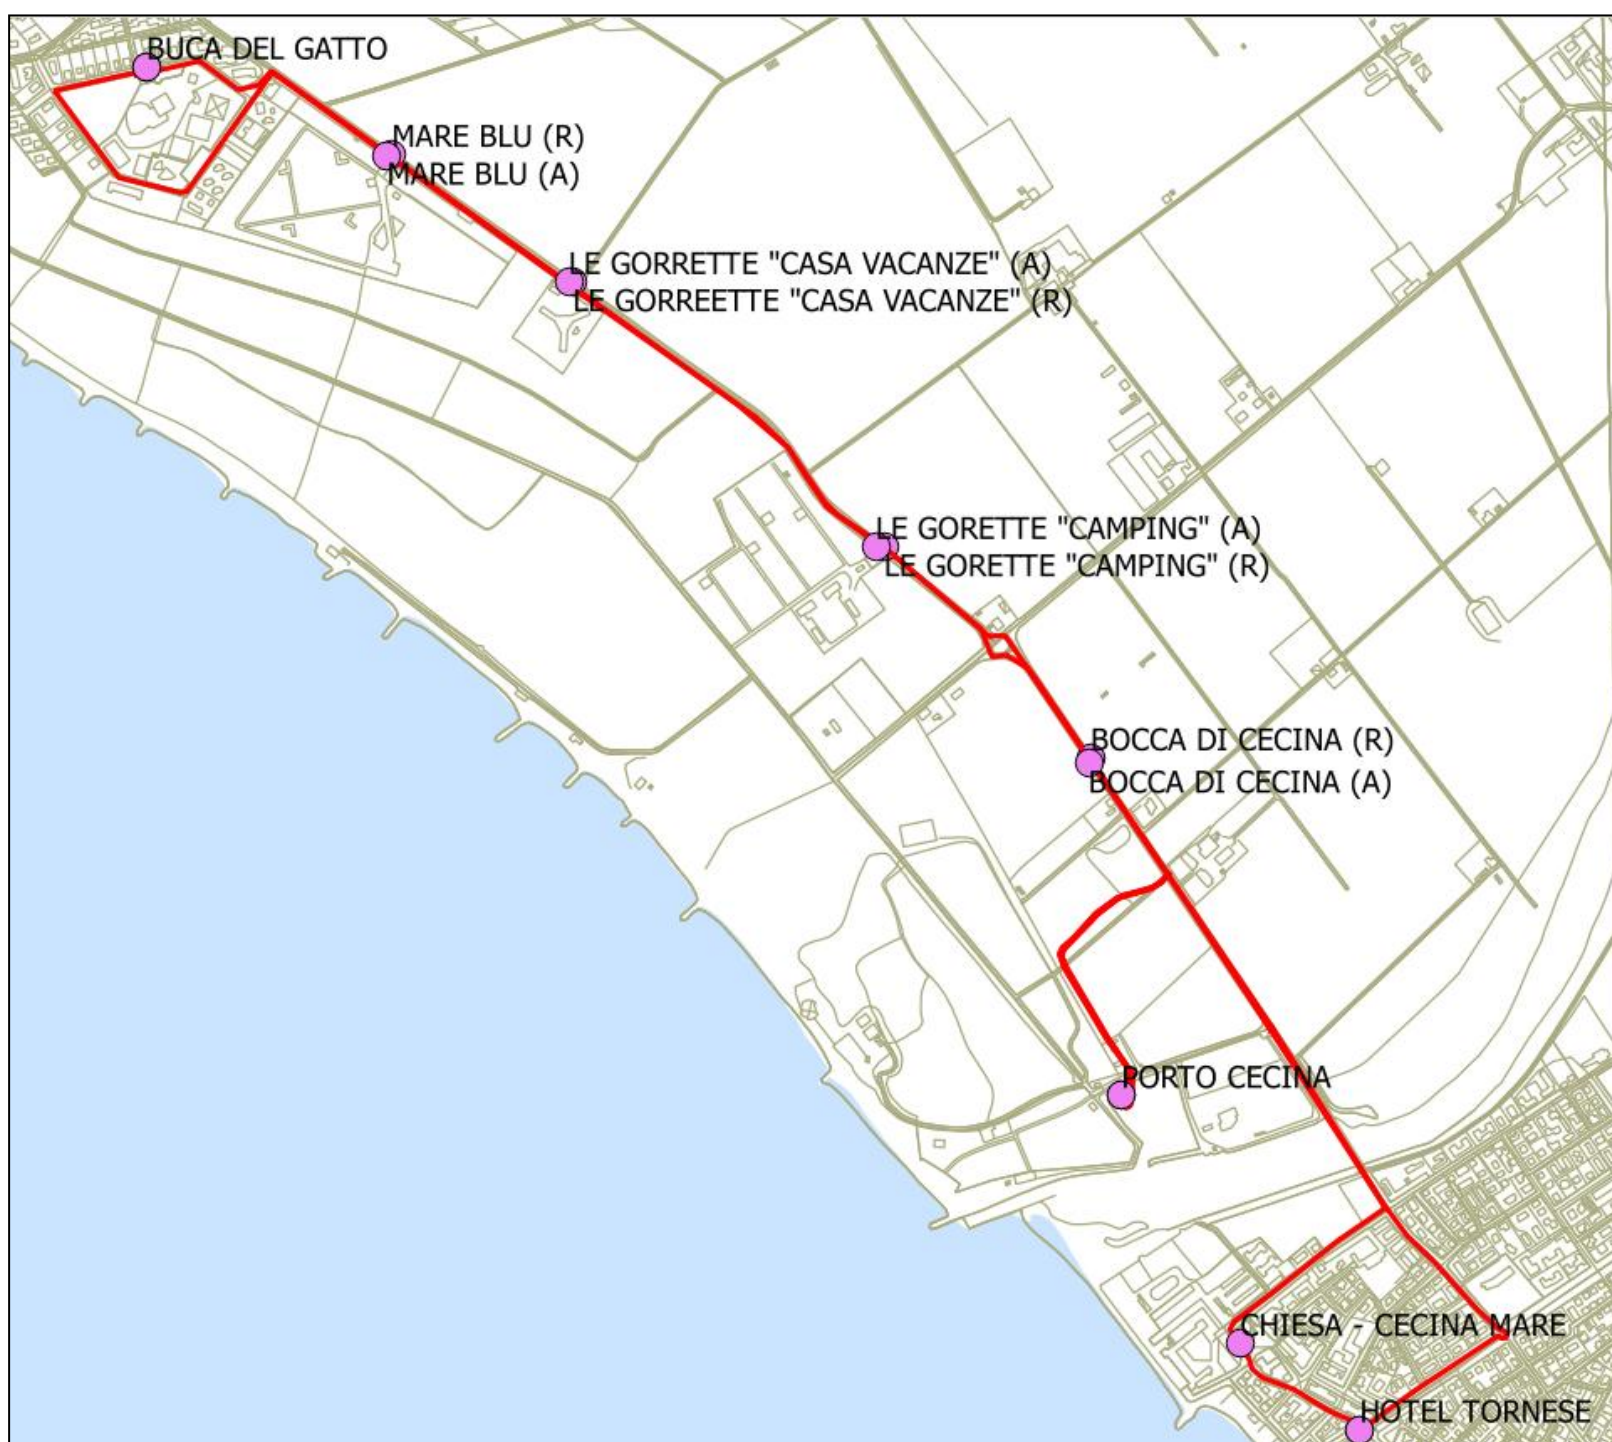 BUCA DEL GATTO
MARE BLU (R)
MARE BLU (A)
LE GORRETTE "CASA VACANZE" (A)
LE GORREETTE "CASA VACANZE" (R)
LE GORETTE "CAMPING" (A)
LE GORETTE "CAMPING" (R)
BOCCA DI CECINA (R)
BOCCA DI CECINA (A)
PORTO CECINA
CHIESA - CECINA MARE
HOTEL TORNESE